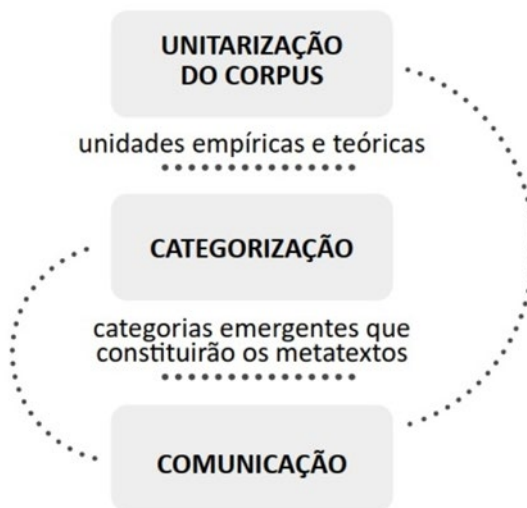 UNITARIZAÇÃO
DO CORPUS
unidades empíricas e teóricas
CATEGORIZAÇÃO
categorias emergentes que
constituirão os metatextos
COMUNICAÇÃO